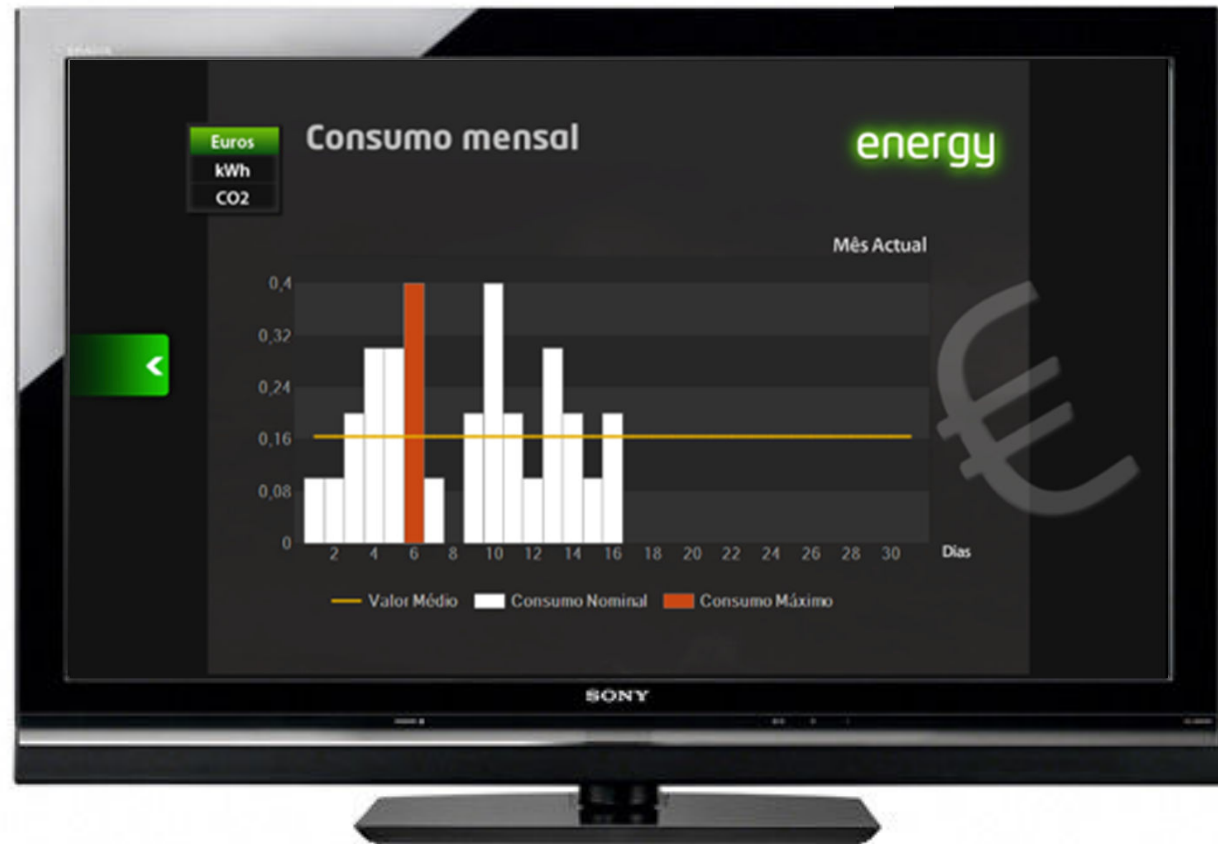 Euros
kWh
CO2
Consumo mensal
energy
Mês Actual
€
0,4
0,32
0,24
0,16
0,08
0
2 4 6 8 10 12 14 16 18 20 22 24 26 28 30 Dias
Valor Médio Consumo Nominal Consumo Máximo
SONY